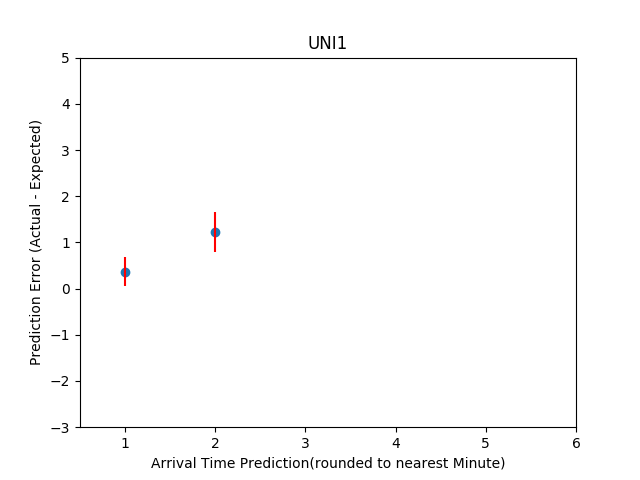 UNI1
5
4
3
2
1
0
−1
−2
−3
Prediction Error (Actual - Expected)
1 2 3 4 5 6
Arrival Time Prediction(rounded to nearest Minute)